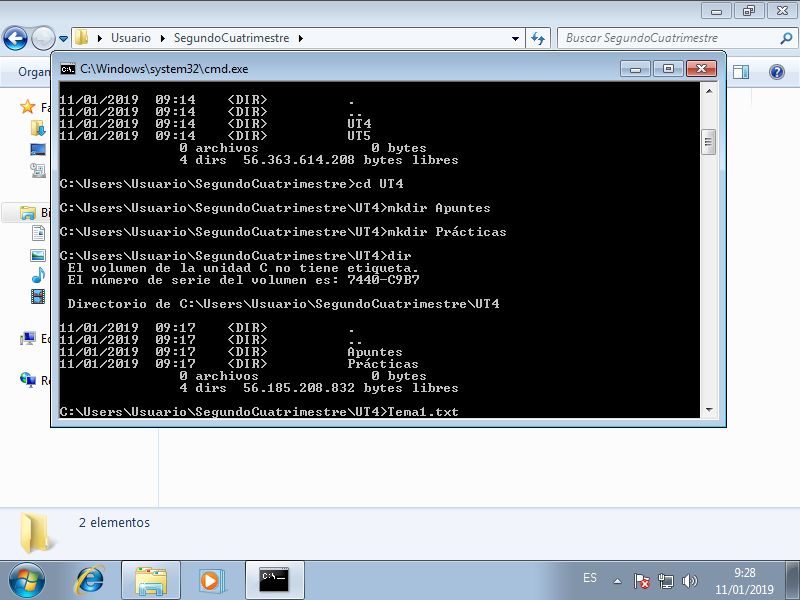 Usuario SegundoCuatrimestre
Buscar SegundoCuatrimestre
Organ
C:\Windows\system32\cmd.exe
Fa
Bi
Ec
Re
11/01/2019 09:14 <DIR> .
11/01/2019 09:14 <DIR> ..
11/01/2019 09:14 <DIR> UT4
11/01/2019 09:14 <DIR> UT5
0 archivos 0 bytes
4 dirs 56.363.614.208 bytes libres
C:\Users\Usuario\SegundoCuatrimestre>cd UT4
C:\Users\Usuario\SegundoCuatrimestre\UT4>mkdir Apuntes
C:\Users\Usuario\SegundoCuatrimestre\UT4>mkdir Prácticas
C:\Users\Usuario\SegundoCuatrimestre\UT4>dir
El volumen de la unidad C no tiene etiqueta.
El número de serie del volumen es: 7440-C9B7
Directorio de C:\Users\Usuario\SegundoCuatrimestre\UT4
11/01/2019 09:17 <DIR> .
11/01/2019 09:17 <DIR> ..
11/01/2019 09:17 <DIR> Apuntes
11/01/2019 09:17 <DIR> Prácticas
0 archivos 0 bytes
4 dirs 56.185.208.832 bytes libres
C:\Users\Usuario\SegundoCuatrimestre\UT4>Tema1.txt
2 elementos
ES
9:28
11/01/2019